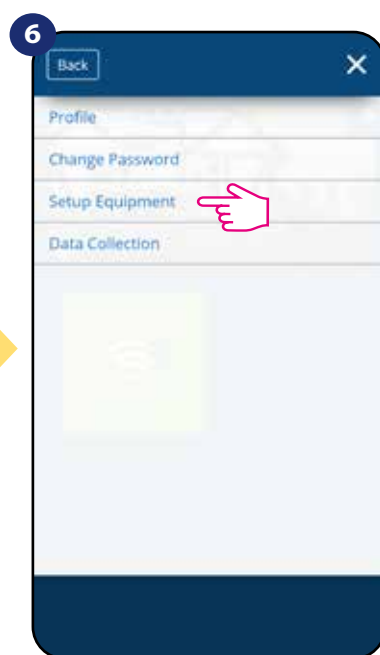 6
Back
Profile
Change Password
Setup Equipment
Data Collection